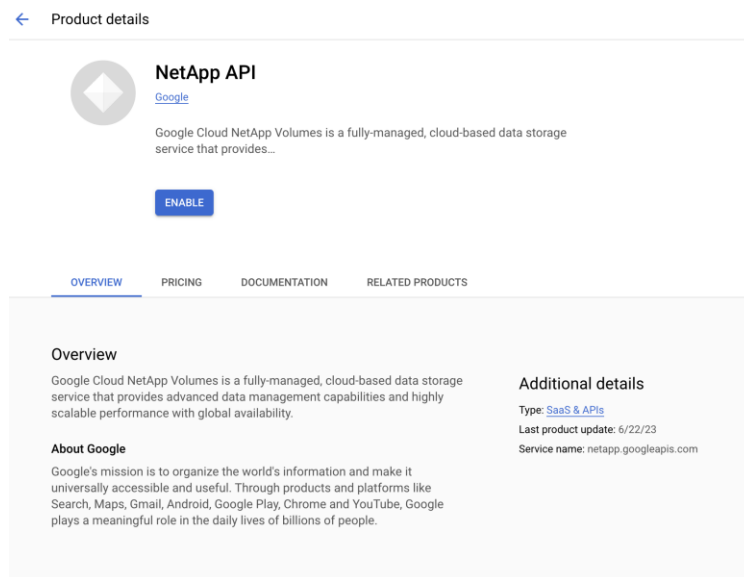 Product details
NetApp API
Google
Google Cloud NetApp Volumes is a fully-managed, cloud-based data storage
service that provides…
ENABLE
OVERVIEW
PRICING
DOCUMENTATION
RELATED PRODUCTS
Overview
Google Cloud NetApp Volumes is a fully-managed, cloud-based data storage
service that provides advanced data management capabilities and highly
scalable performance with global availability.
About Google
Google's mission is to organize the world's information and make it
universally accessible and useful. Through products and platforms like
Search, Maps, Gmail, Android, Google Play, Chrome and YouTube, Google
plays a meaningful role in the daily lives of billions of people.
Additional details
Type: SaaS & APIs
Last product update: 6/22/23
Service name: netapp.googleapis.com